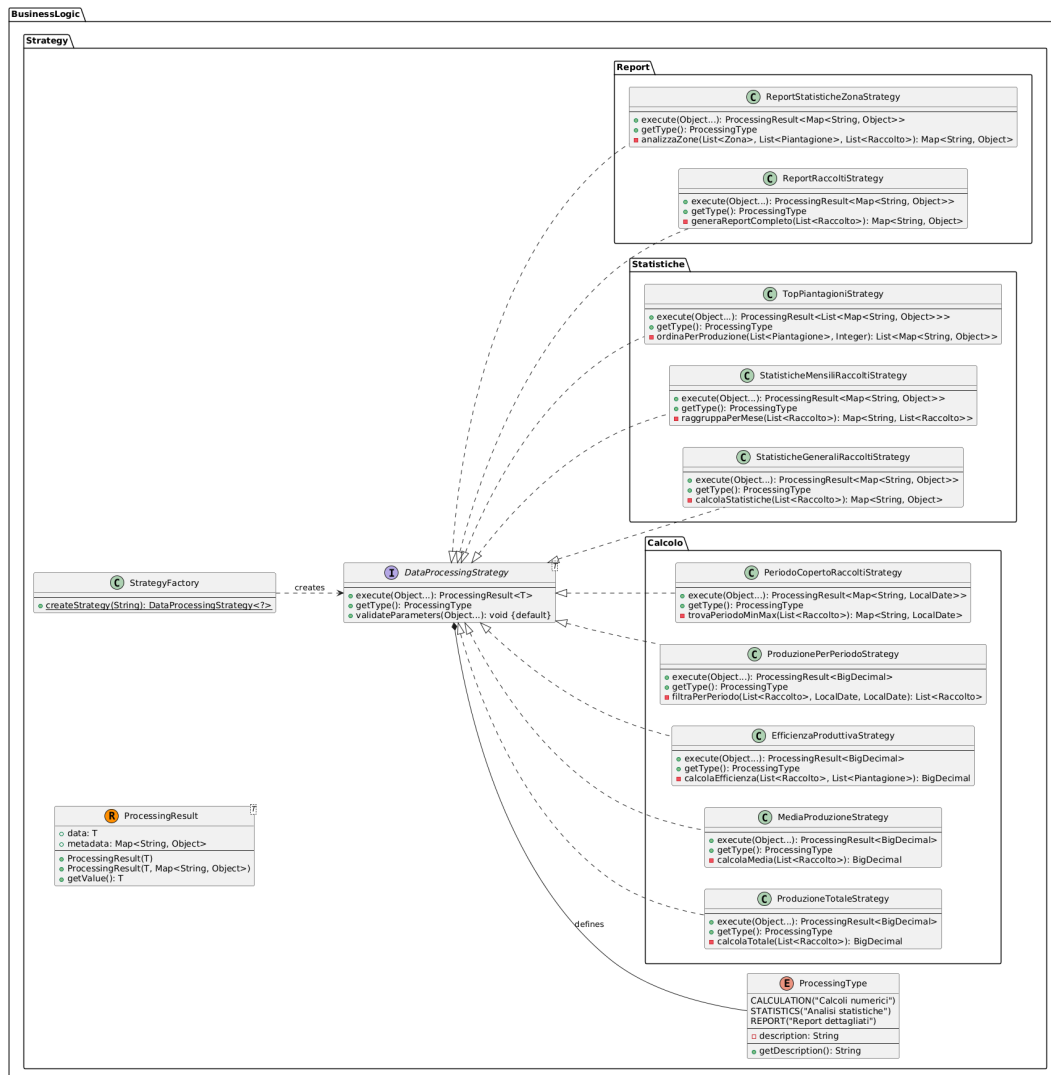 BusinessLogic
Strategy
Report
C ReportStatisticheZonaStrategy
execute(Object...): ProcessingResult<Map<String, Object>>
getType(): ProcessingType
analizzaZone(List<Zona>, List<Piantagione>, List<Raccolto>): Map<String, Object>
C ReportRaccoltiStrategy
execute(Object...): ProcessingResult<Map<String, Object>>
getType(): ProcessingType
generaReportCompleto(List<Raccolto>): Map<String, Object>
Statistiche
C TopPiantagioniStrategy
execute(Object...): ProcessingResult<List<Map<String, Object>>>
getType(): ProcessingType
ordinaPerProduzione(List<Piantagione>, Integer): List<Map<String, Object>>
C StatisticheMensiliRaccoltiStrategy
execute(Object...): ProcessingResult<Map<String, Object>>
getType(): ProcessingType
raggruppaPerMese(List<Raccolto>): Map<String, List<Raccolto>>
C StatisticheGeneraliRaccoltiStrategy
execute(Object...): ProcessingResult<Map<String, Object>>
getType(): ProcessingType
calcolaStatistiche(List<Raccolto>): Map<String, Object>
Calcolo
C StrategyFactory
createStrategy(String): DataProcessingStrategy<?>
creates
I DataProcessingStrategy
T
execute(Object...): ProcessingResult<T>
getType(): ProcessingType
validateParameters(Object...): void {default}
C PeriodoCopertoRaccoltiStrategy
execute(Object...): ProcessingResult<Map<String, LocalDate>>
getType(): ProcessingType
trovaPeriodoMinMax(List<Raccolto>): Map<String, LocalDate>
C ProduzionePerPeriodoStrategy
execute(Object...): ProcessingResult<BigDecimal>
getType(): ProcessingType
filtraPerPeriodo(List<Raccolto>, LocalDate, LocalDate): List<Raccolto>
C EfficienzaProduttivaStrategy
execute(Object...): ProcessingResult<BigDecimal>
getType(): ProcessingType
calcolaEfficienza(List<Raccolto>, List<Piantagione>): BigDecimal
R ProcessingResult
T
data: T
metadata: Map<String, Object>
ProcessingResult(T)
ProcessingResult(T, Map<String, Object>)
getValue(): T
C MediaProduzioneStrategy
execute(Object...): ProcessingResult<BigDecimal>
getType(): ProcessingType
calcolaMedia(List<Raccolto>): BigDecimal
C ProduzioneTotaleStrategy
execute(Object...): ProcessingResult<BigDecimal>
getType(): ProcessingType
calcolaTotale(List<Raccolto>): BigDecimal
defines
E ProcessingType
CALCULATION("Calcoli numerici")
STATISTICS("Analisi statistiche")
REPORT("Report dettagliati")
description: String
getDescription(): String